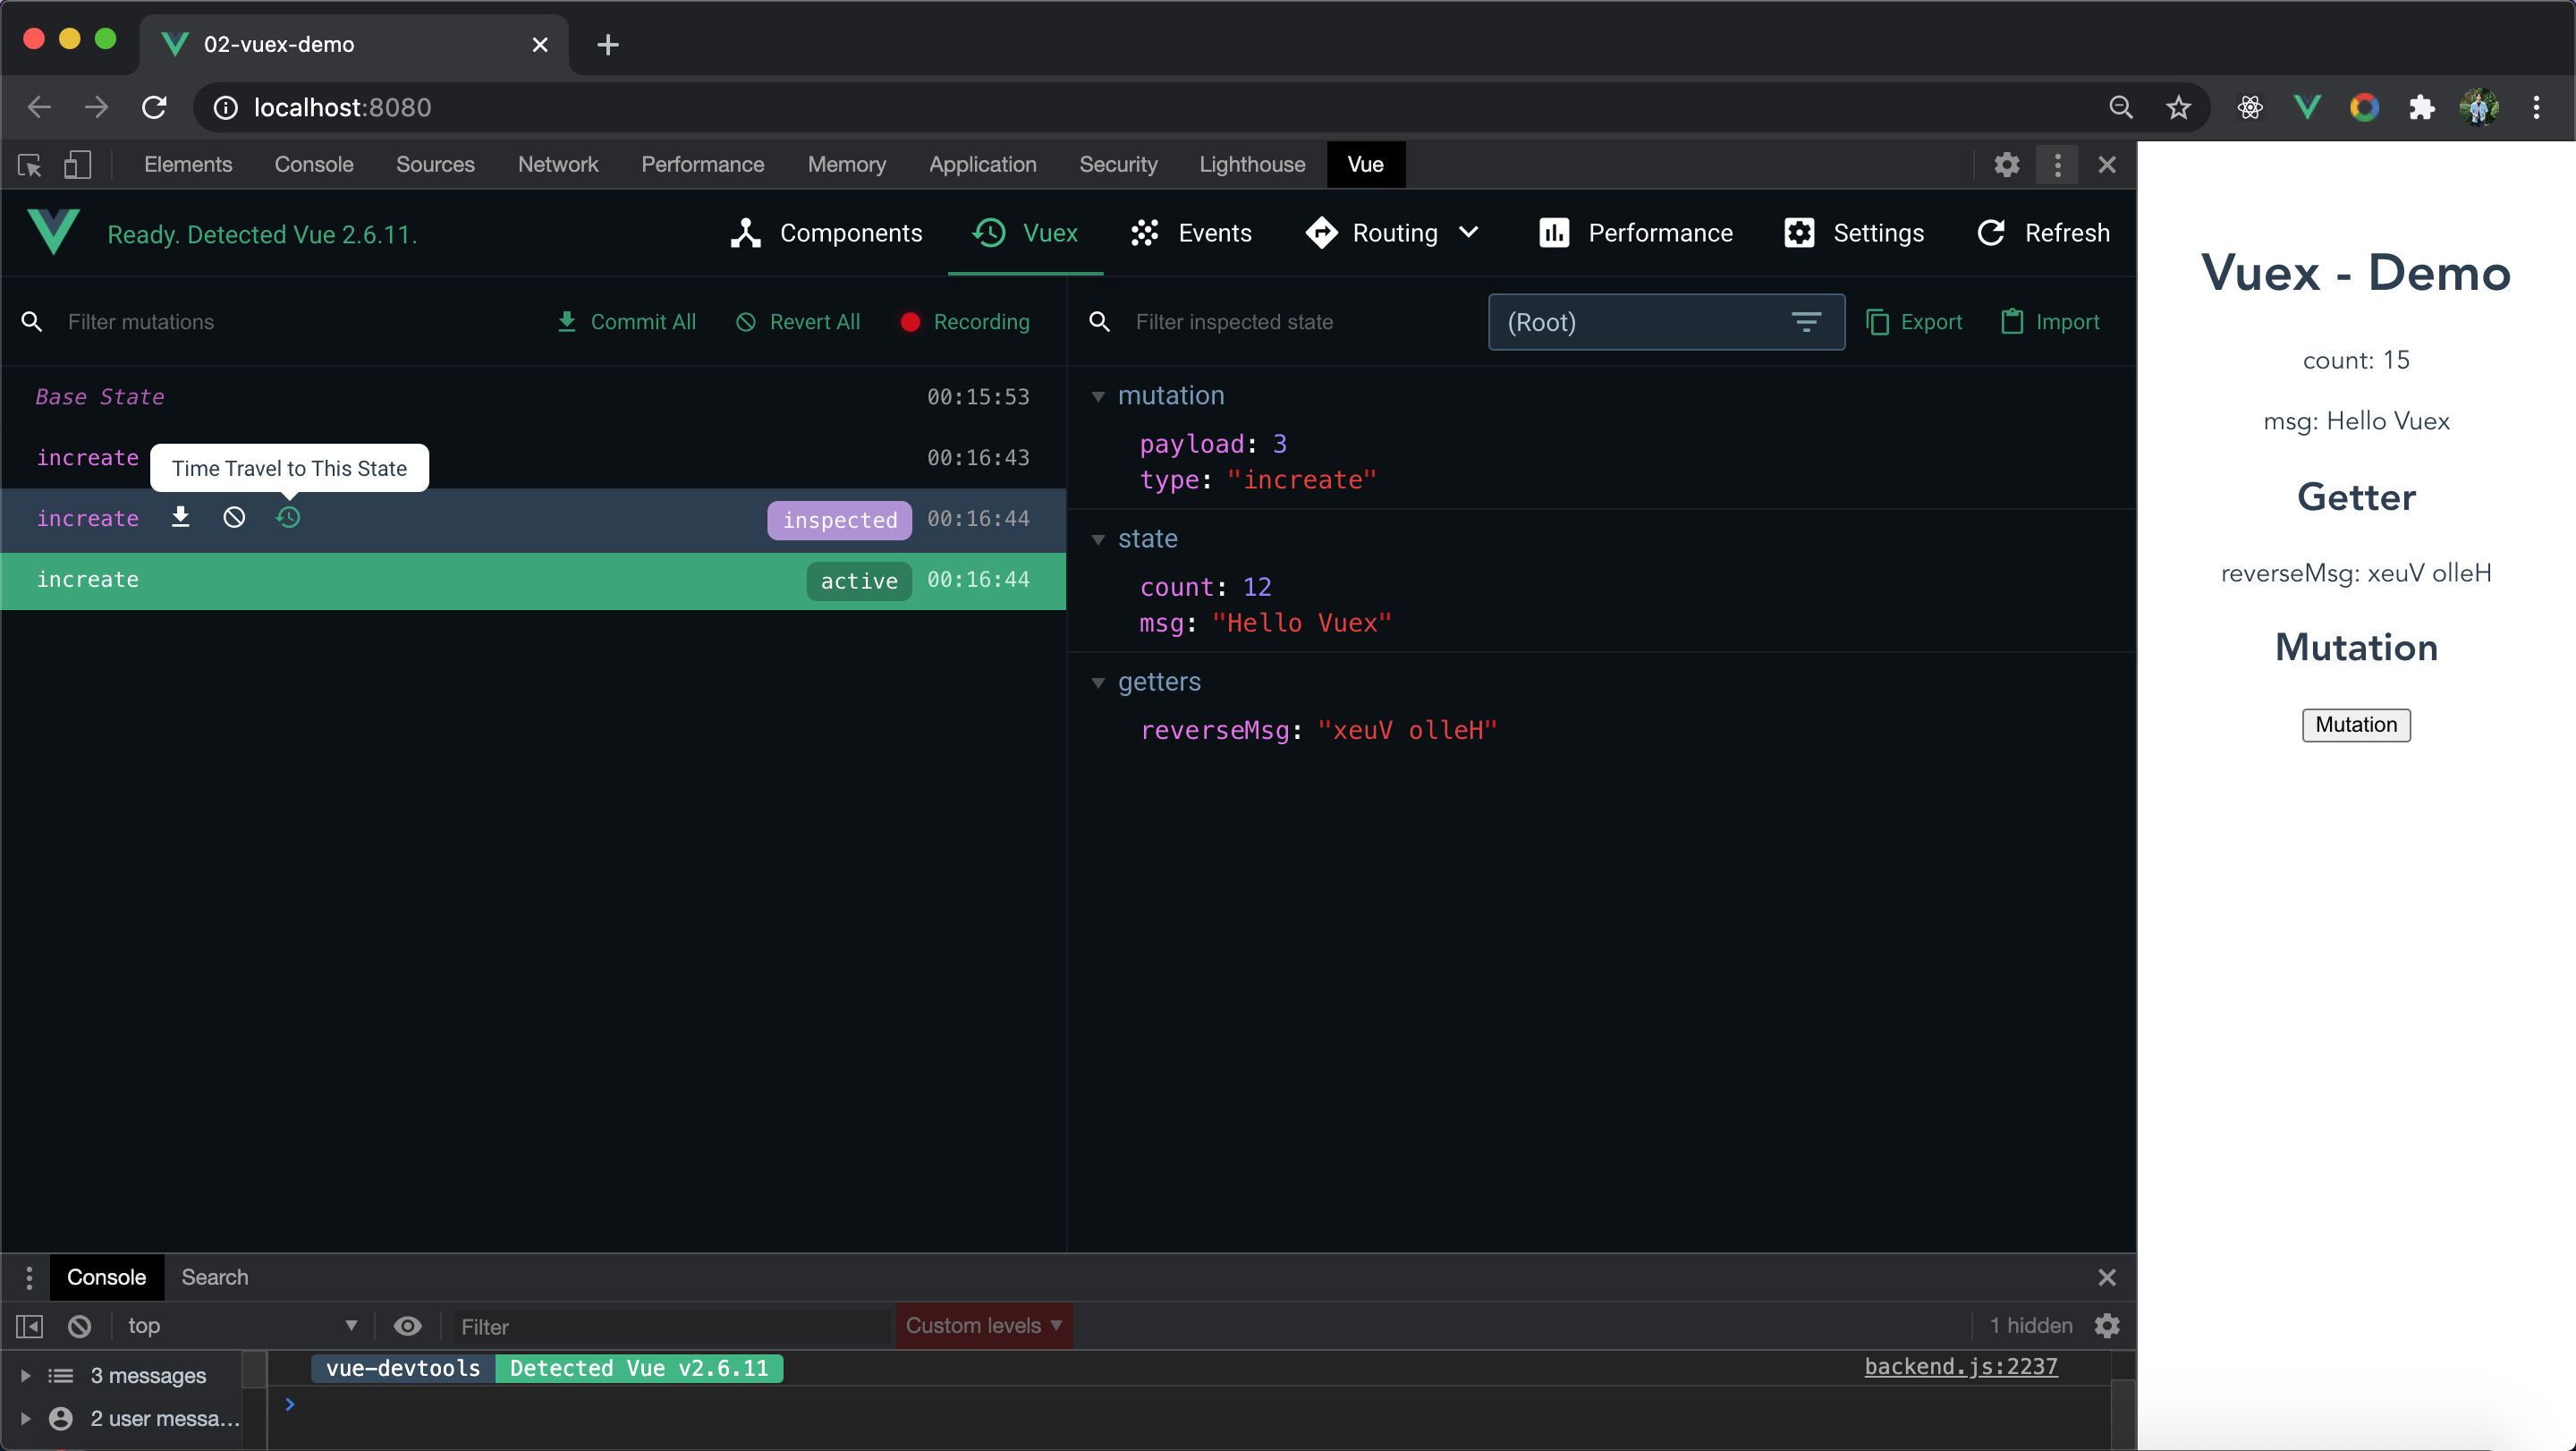 02-vuex-demo
localhost:8080
Elements Console Sources Network Performance Memory Application Security Lighthouse Vue
Ready. Detected Vue 2.6.11.
Components Vuex Events Routing Performance Settings Refresh
Filter mutations Commit All Revert All Recording
Filter inspected state (Root) Export Import
Base State 00:15:53
increate 00:16:43
Time Travel to This State
increate inspected 00:16:44
increate active 00:16:44
mutation
payload: 3
type: "increate"
state
count: 12
msg: "Hello Vuex"
getters
reverseMsg: "xeuV olleH"
Vuex - Demo
count: 15
msg: Hello Vuex
Getter
reverseMsg: xeuV olleH
Mutation
Mutation
Console Search
top Filter Custom levels 1 hidden
3 messages
2 user messa...
vue-devtools Detected Vue v2.6.11 backend.js:2237